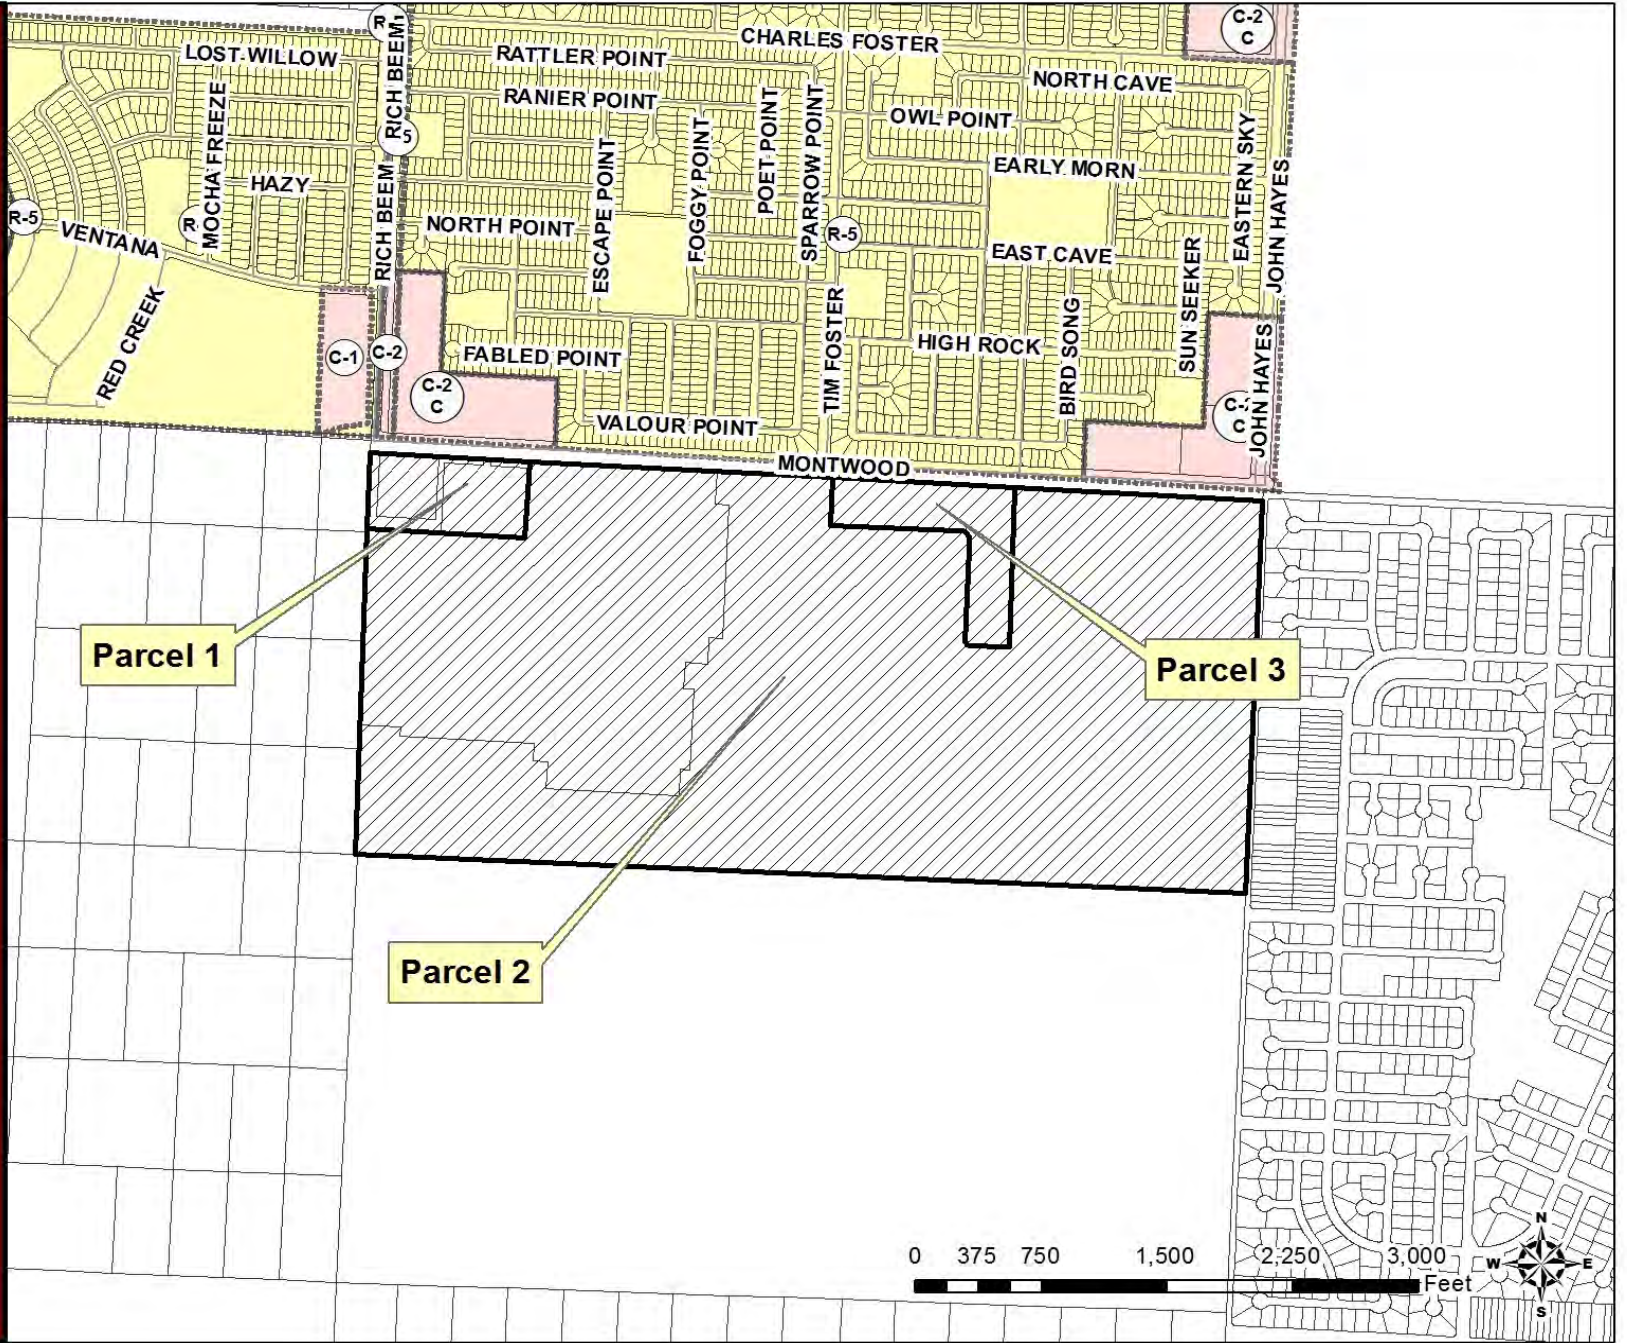 R-
C-2
C
RICH BEEM
CHARLES FOSTER
LOST WILLOW
RATTLER POINT
NORTH CAVE
RANIER POINT
OWL POINT
MOCHA FREEZE
POET POINT
SPARROW POINT
5
FOGGY POINT
EASTERN SKY
EARLY MORN
ESCAPE POINT
HAZY
RICH BEEM
JOHN HAYES
R-5
R-
VENTANA
NORTH POINT
R-5
EAST CAVE
RED CREEK
TIM FOSTER
BIRD SONG
SUN SEEKER
C-1
C-2
FABLED POINT
HIGH ROCK
JOHN HAYES
C-2
C
C-
C
VALOUR POINT
MONTWOOD
Parcel 1
Parcel 3
Parcel 2
0 375 750 1,500 2,250 3,000
Feet
N
W
E
S